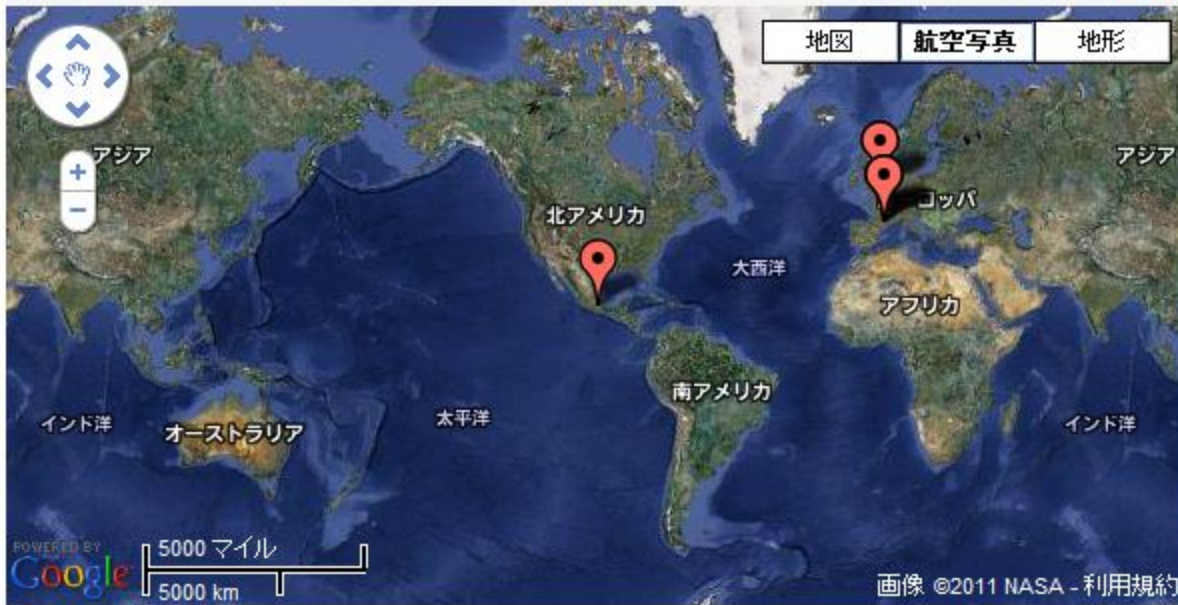 地図
航空写真
地形
アジア
アジア
北アメリカ
コッパ
大西洋
アフリカ
南アメリカ
太平洋
インド洋
オーストラリア
インド洋
POWERED BY
Google
5000 マイル
5000 km
画像 ©2011 NASA - 利用規約